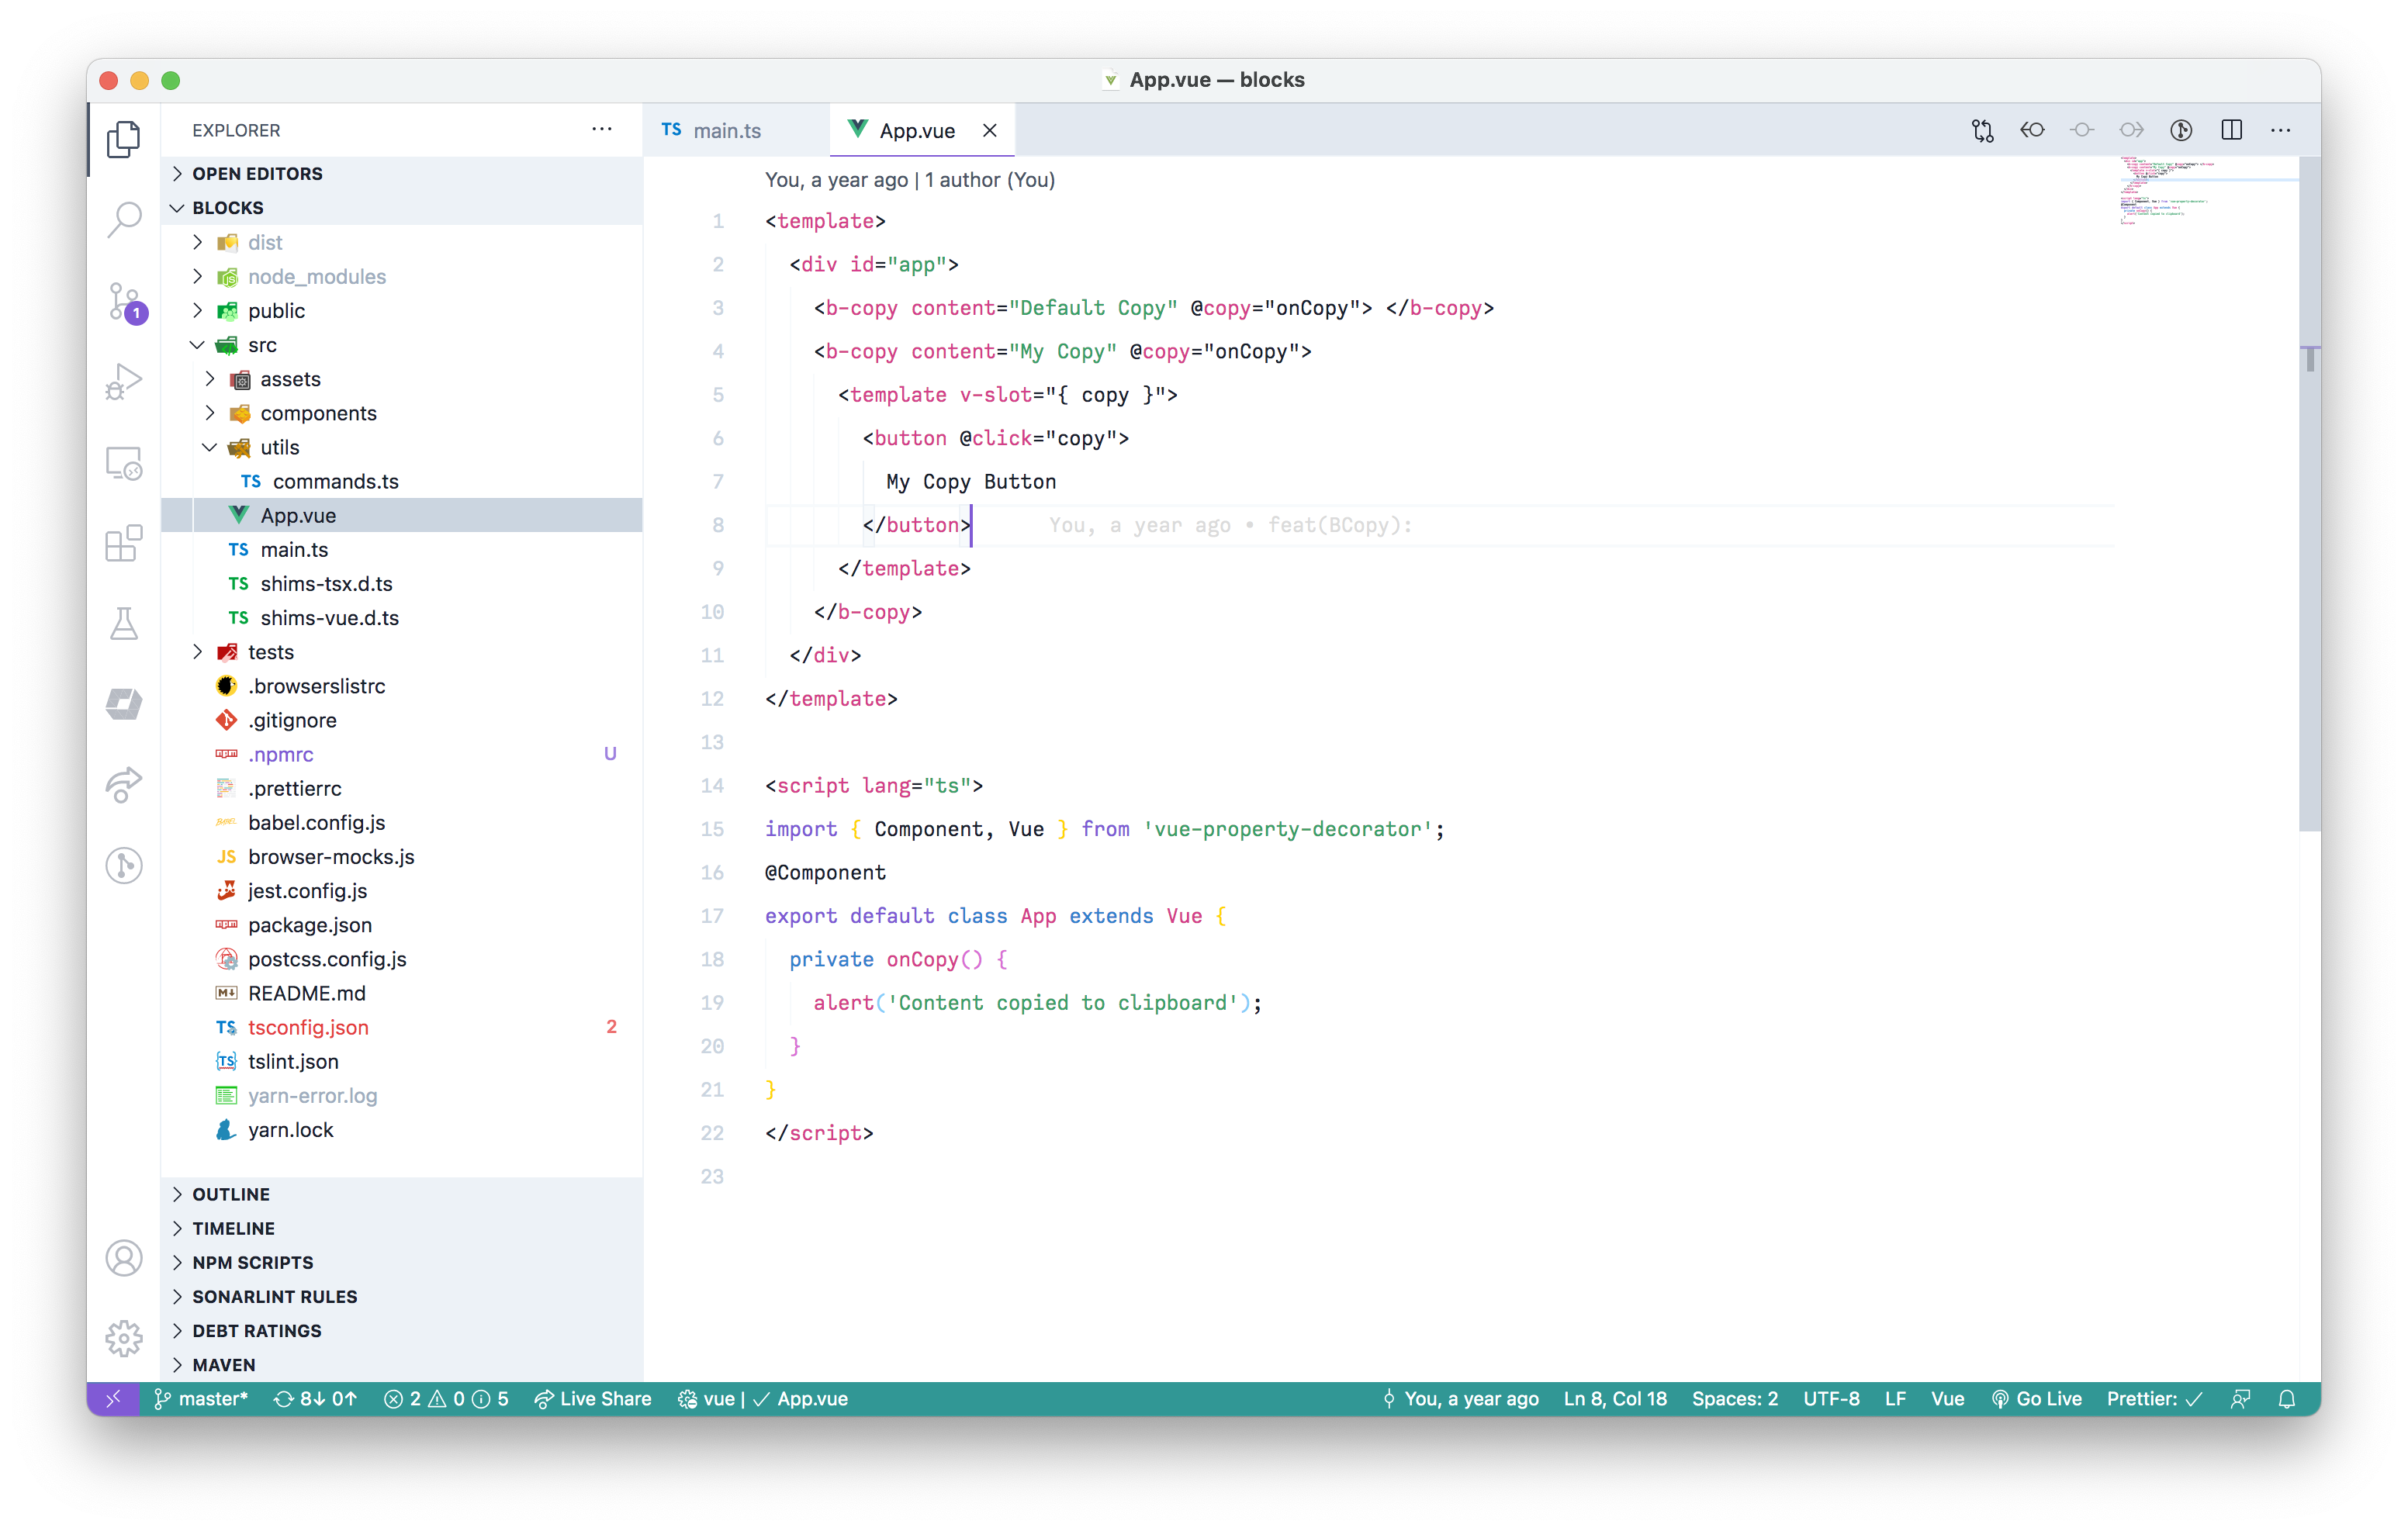 App.vue — blocks
EXPLORER
OPEN EDITORS
BLOCKS
dist
node_modules
public
src
assets
components
utils
TS commands.ts
App.vue
TS main.ts
TS shims-tsx.d.ts
TS shims-vue.d.ts
tests
.browserslistrc
.gitignore
.npmrc U
.prettierrc
babel.config.js
JS browser-mocks.js
jest.config.js
package.json
postcss.config.js
README.md
TS tsconfig.json 2
TS tslint.json
yarn-error.log
yarn.lock
OUTLINE
TIMELINE
NPM SCRIPTS
SONARLINT RULES
DEBT RATINGS
MAVEN
1
TS main.ts
App.vue
You, a year ago | 1 author (You)
1 <template>
2 <div id="app">
3 <b-copy content="Default Copy" @copy="onCopy"> </b-copy>
4 <b-copy content="My Copy" @copy="onCopy">
5 <template v-slot="{ copy }">
6 <button @click="copy">
7 My Copy Button
8 </button> You, a year ago • feat(BCopy):
9 </template>
10 </b-copy>
11 </div>
12 </template>
13
14 <script lang="ts">
15 import { Component, Vue } from 'vue-property-decorator';
16 @Component
17 export default class App extends Vue {
18 private onCopy() {
19 alert('Content copied to clipboard');
20 }
21 }
22 </script>
23
master* 8↓ 0↑ 2 0 5 Live Share vue | ✓ App.vue You, a year ago Ln 8, Col 18 Spaces: 2 UTF-8 LF Vue Go Live Prettier: ✓